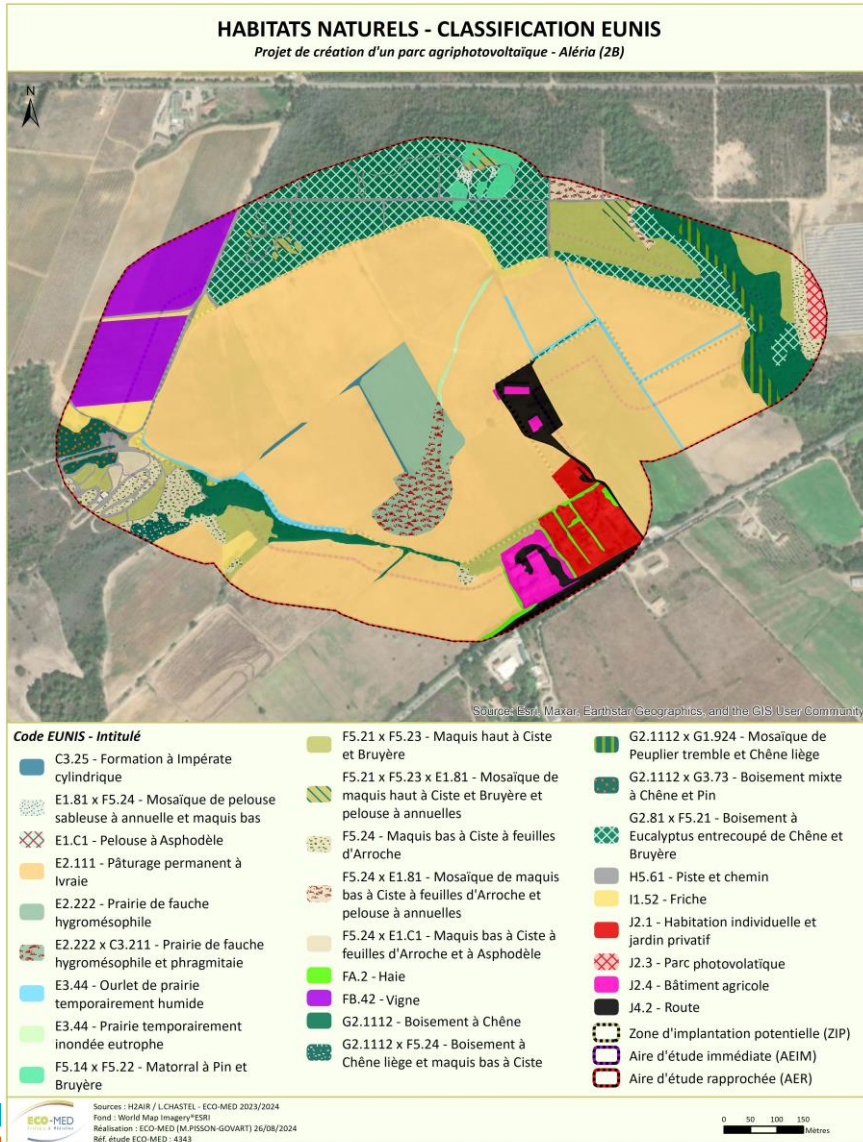 HABITATS NATURELS - CLASSIFICATION EUNIS
Projet de création d'un parc agriphotovoltaïque - Aléria (2B)
N
Source: Esri, Maxar, Earthstar Geographics, and the GIS User Community
Code EUNIS - Intitulé
C3.25 - Formation à Impérate
cylindrique
E1.81 x F5.24 - Mosaïque de pelouse
sableuse à annuelle et maquis bas
E1.C1 - Pelouse à Asphodèle
E2.111 - Pâturage permanent à
Ivraie
E2.222 - Prairie de fauche
hygromésophile
E2.222 x C3.211 - Prairie de fauche
hygromésophile et phragmitaie
E3.44 - Ourlet de prairie
temporairement humide
E3.44 - Prairie temporairement
inondée eutrophe
F5.14 x F5.22 - Matorral à Pin et
Bruyère
F5.21 x F5.23 - Maquis haut à Ciste
et Bruyère
F5.21 x F5.23 x E1.81 - Mosaïque de
maquis haut à Ciste et Bruyère et
pelouse à annuelles
F5.24 - Maquis bas à Ciste à feuilles
d'Arroche
F5.24 x E1.81 - Mosaïque de maquis
bas à Ciste à feuilles d'Arroche et
pelouse à annuelles
F5.24 x E1.C1 - Maquis bas à Ciste à
feuilles d'Arroche et à Asphodèle
FA.2 - Haie
FB.42 - Vigne
G2.1112 - Boisement à Chêne
G2.1112 x F5.24 - Boisement à
Chêne liège et maquis bas à Ciste
G2.1112 x G1.924 - Mosaïque de
Peuplier tremble et Chêne liège
G2.1112 x G3.73 - Boisement mixte
à Chêne et Pin
G2.81 x F5.21 - Boisement à
Eucalyptus entrecoupé de Chêne et
Bruyère
H5.61 - Piste et chemin
I1.52 - Friche
J2.1 - Habitation individuelle et
jardin privatif
J2.3 - Parc photovolatïque
J2.4 - Bâtiment agricole
J4.2 - Route
Zone d'implantation potentielle (ZIP)
Aire d'étude immédiate (AEIM)
Aire d'étude rapprochée (AER)
ECO-MED
Sources : H2AIR / L.CHASTEL - ECO-MED 2023/2024
Fond : World Map Imagery®ESRI
Réalisation : ECO-MED (M.PISSON-GOVART) 26/08/2024
Réf. étude ECO-MED : 4343
0 50 100 150
Mètres